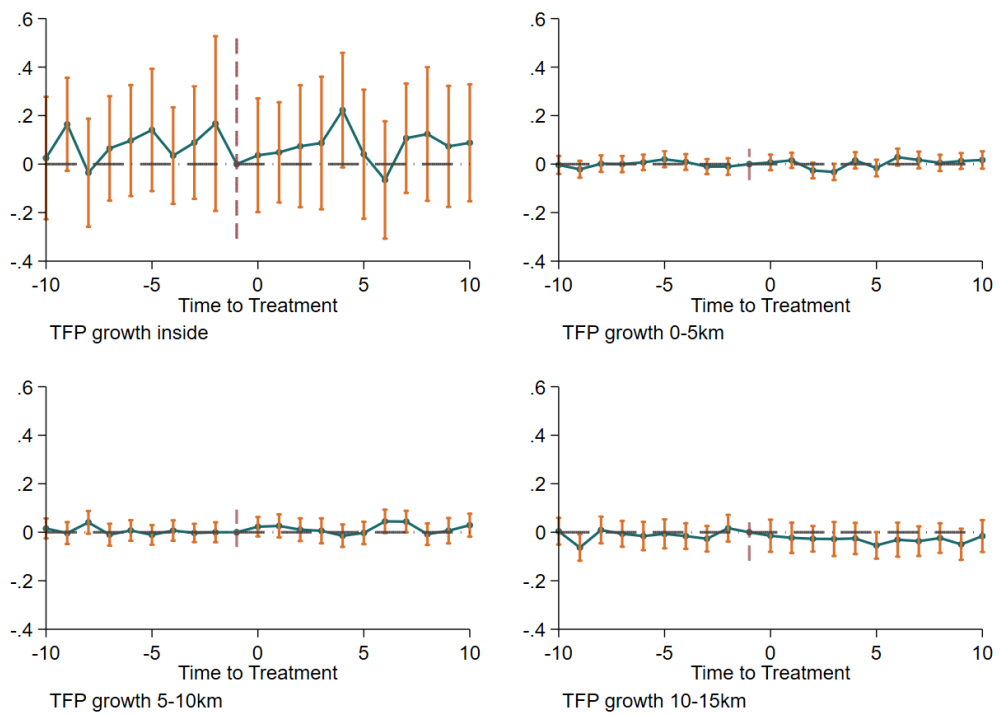 .6
.4
.2
0
-.2
-.4
-10 -5 0 5 10
Time to Treatment
TFP growth inside
.6
.4
.2
0
-.2
-.4
-10 -5 0 5 10
Time to Treatment
TFP growth 0-5km
.6
.4
.2
0
-.2
-.4
-10 -5 0 5 10
Time to Treatment
TFP growth 5-10km
.6
.4
.2
0
-.2
-.4
-10 -5 0 5 10
Time to Treatment
TFP growth 10-15km